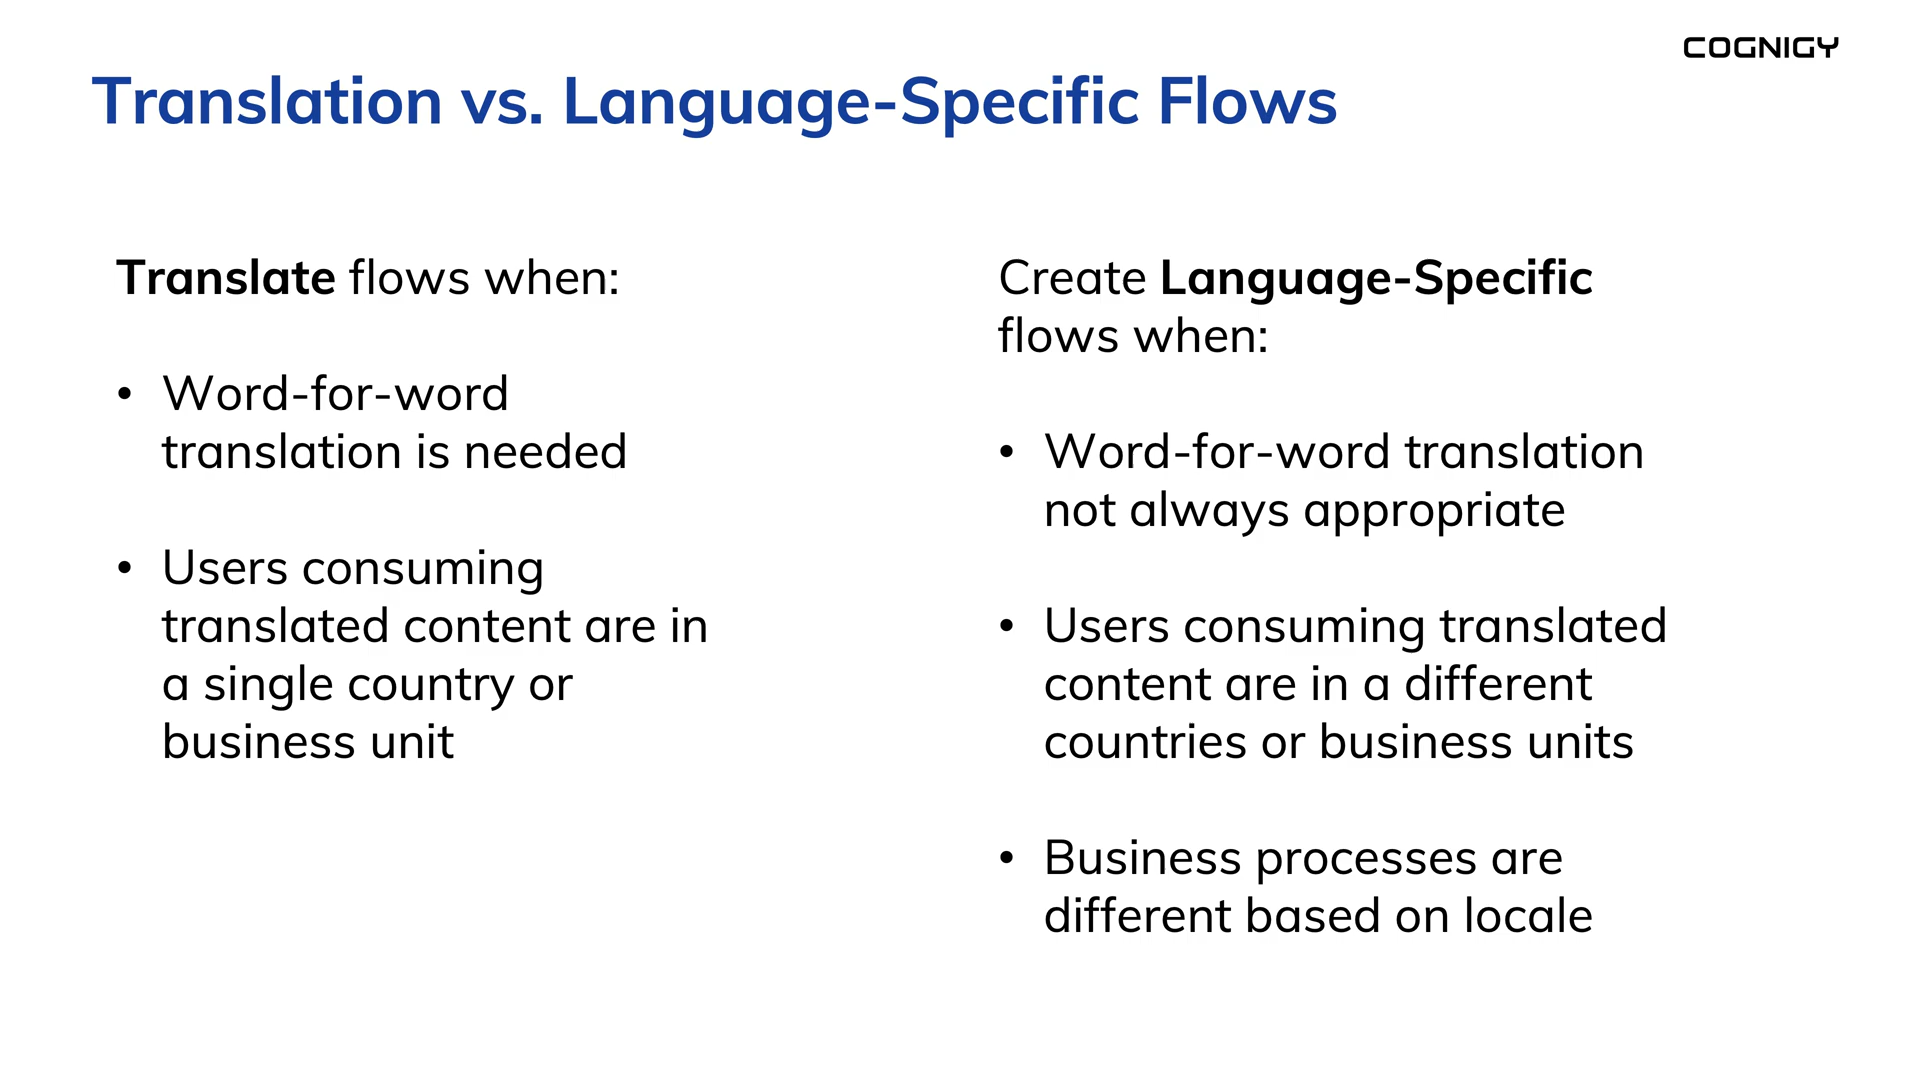 COGNIGY
Translation vs. Language-Specific Flows
Translate flows when:
• Word-for-word
translation is needed
• Users consuming
translated content are in
a single country or
business unit
Create Language-Specific
flows when:
• Word-for-word translation
not always appropriate
• Users consuming translated
content are in a different
countries or business units
• Business processes are
different based on locale